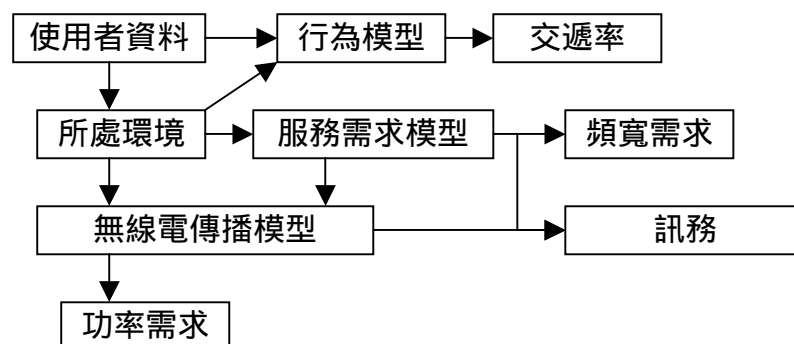 使用者資料
行為模型
交遞率
所處環境
服務需求模型
頻寬需求
無線電傳播模型
訊務
功率需求